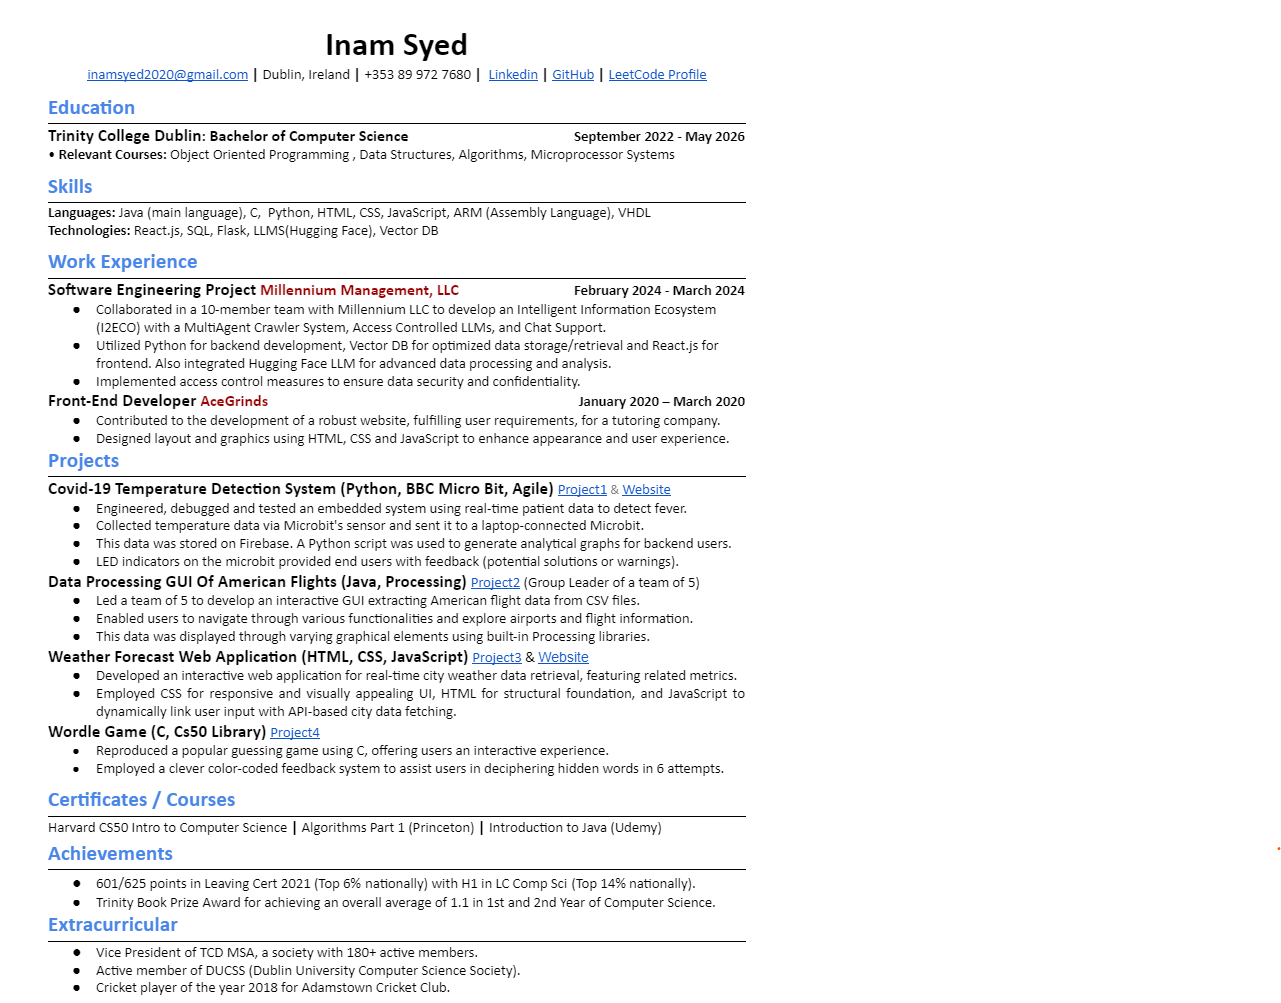 Inam Syed
inamsyed2020@gmail.com | Dublin, Ireland | +353 89 972 7680 | Linkedin | GitHub | LeetCode Profile
Education
Trinity College Dublin: Bachelor of Computer Science September 2022 - May 2026
• Relevant Courses: Object Oriented Programming , Data Structures, Algorithms, Microprocessor Systems
Skills
Languages: Java (main language), C, Python, HTML, CSS, JavaScript, ARM (Assembly Language), VHDL
Technologies: React.js, SQL, Flask, LLMS(Hugging Face), Vector DB
Work Experience
Software Engineering Project Millennium Management, LLC February 2024 - March 2024
● Collaborated in a 10-member team with Millennium LLC to develop an Intelligent Information Ecosystem
(I2ECO) with a MultiAgent Crawler System, Access Controlled LLMs, and Chat Support.
● Utilized Python for backend development, Vector DB for optimized data storage/retrieval and React.js for
frontend. Also integrated Hugging Face LLM for advanced data processing and analysis.
● Implemented access control measures to ensure data security and confidentiality.
Front-End Developer AceGrinds January 2020 – March 2020
● Contributed to the development of a robust website, fulfilling user requirements, for a tutoring company.
● Designed layout and graphics using HTML, CSS and JavaScript to enhance appearance and user experience.
Projects
Covid-19 Temperature Detection System (Python, BBC Micro Bit, Agile) Project1 & Website
● Engineered, debugged and tested an embedded system using real-time patient data to detect fever.
● Collected temperature data via Microbit's sensor and sent it to a laptop-connected Microbit.
● This data was stored on Firebase. A Python script was used to generate analytical graphs for backend users.
● LED indicators on the microbit provided end users with feedback (potential solutions or warnings).
Data Processing GUI Of American Flights (Java, Processing) Project2 (Group Leader of a team of 5)
● Led a team of 5 to develop an interactive GUI extracting American flight data from CSV files.
● Enabled users to navigate through various functionalities and explore airports and flight information.
● This data was displayed through varying graphical elements using built-in Processing libraries.
Weather Forecast Web Application (HTML, CSS, JavaScript) Project3 & Website
● Developed an interactive web application for real-time city weather data retrieval, featuring related metrics.
● Employed CSS for responsive and visually appealing UI, HTML for structural foundation, and JavaScript to
dynamically link user input with API-based city data fetching.
Wordle Game (C, Cs50 Library) Project4
● Reproduced a popular guessing game using C, offering users an interactive experience.
● Employed a clever color-coded feedback system to assist users in deciphering hidden words in 6 attempts.
Certificates / Courses
Harvard CS50 Intro to Computer Science | Algorithms Part 1 (Princeton) | Introduction to Java (Udemy)
Achievements
● 601/625 points in Leaving Cert 2021 (Top 6% nationally) with H1 in LC Comp Sci (Top 14% nationally).
● Trinity Book Prize Award for achieving an overall average of 1.1 in 1st and 2nd Year of Computer Science.
Extracurricular
● Vice President of TCD MSA, a society with 180+ active members.
● Active member of DUCSS (Dublin University Computer Science Society).
● Cricket player of the year 2018 for Adamstown Cricket Club.